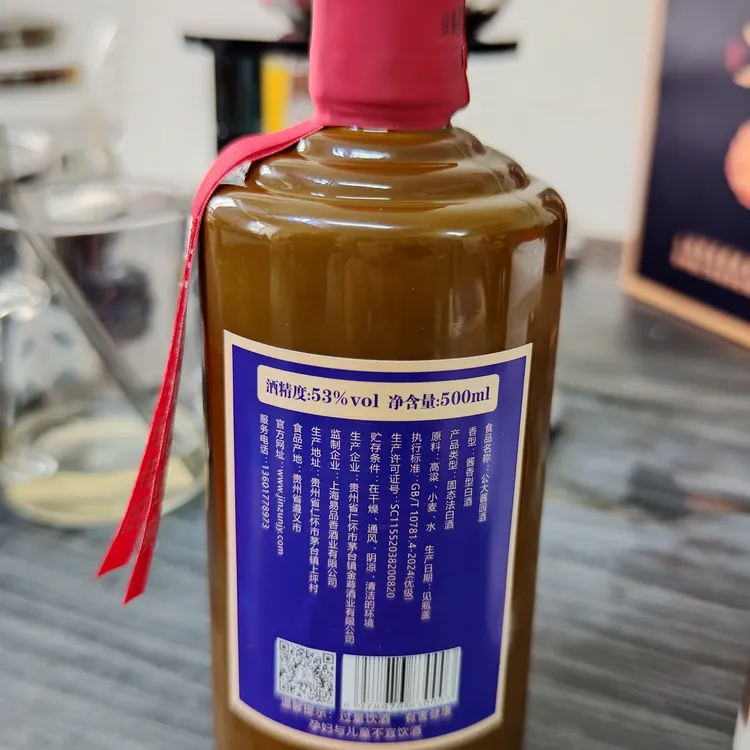 酒精度:53%vol 净含量:500ml
食品名称：公大酱园酒
香型：酱香型白酒
产品类型：固态法白酒
原料：高粱、小麦、水 生产日期：见瓶盖
执行标准：GB/T 10781.4-2024(优级)
生产许可证号：SC11552038200820
贮存条件：在干燥、通风、阴凉、清洁的环境
生产企业：贵州省仁怀市茅台镇金尊酒业有限公司
监制企业：上海易品香酒业有限公司
生产地址：贵州省仁怀市茅台镇上坪村
食品产地：贵州省遵义市
官方网址：www.jinzunjy.com
服务电话：13601778973
提示：过量饮酒 有害健康
孕妇与儿童不宜饮酒